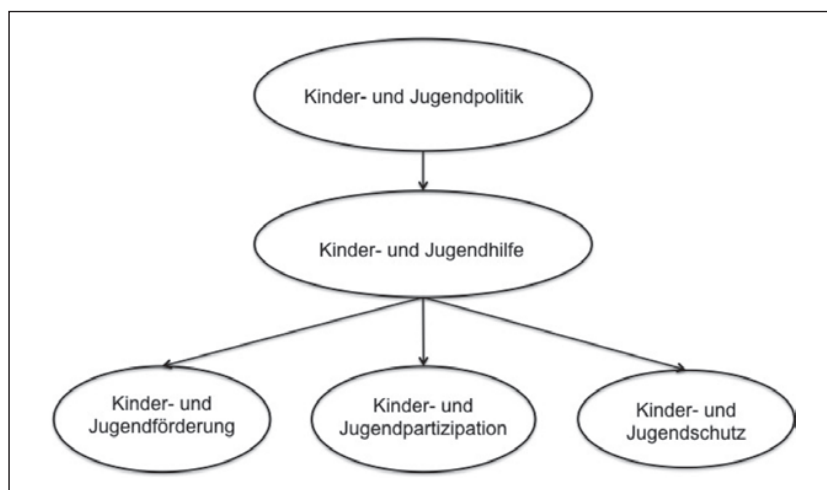 Kinder- und Jugendpolitik
Kinder- und Jugendhilfe
Kinder- und
Jugendförderung
Kinder- und
Jugendpartizipation
Kinder- und
Jugendschutz